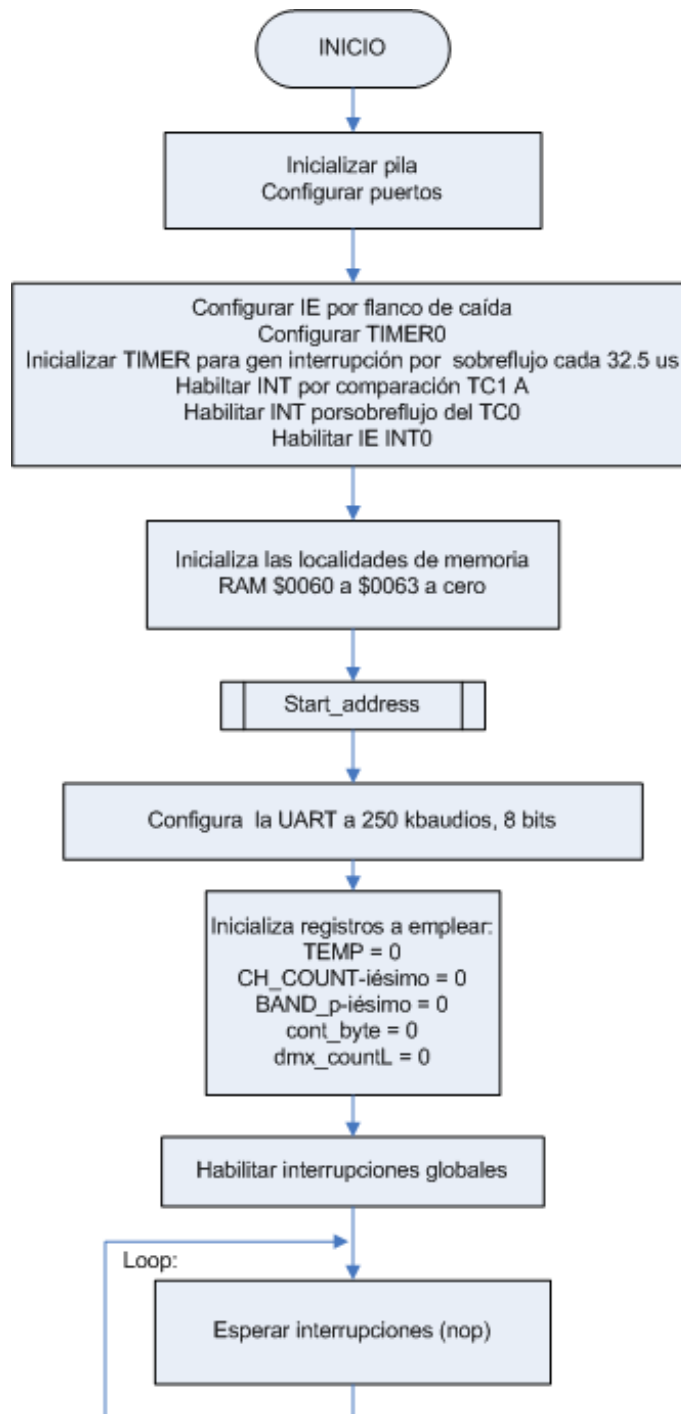 INICIO
Inicializar pila
Configurar puertos
Configurar IE por flanco de caída
Configurar TIMER0
Inicializar TIMER para gen interrupción por sobreflujo cada 32.5 us
Habiltar INT por comparación TC1 A
Habilitar INT porsobreflujo del TC0
Habilitar IE INT0
Inicializa las localidades de memoria
RAM $0060 a $0063 a cero
Start_address
Configura la UART a 250 kbaudios, 8 bits
Inicializa registros a emplear:
TEMP = 0
CH_COUNT-iésimo = 0
BAND_p-iésimo = 0
cont_byte = 0
dmx_countL = 0
Habilitar interrupciones globales
Loop:
Esperar interrupciones (nop)